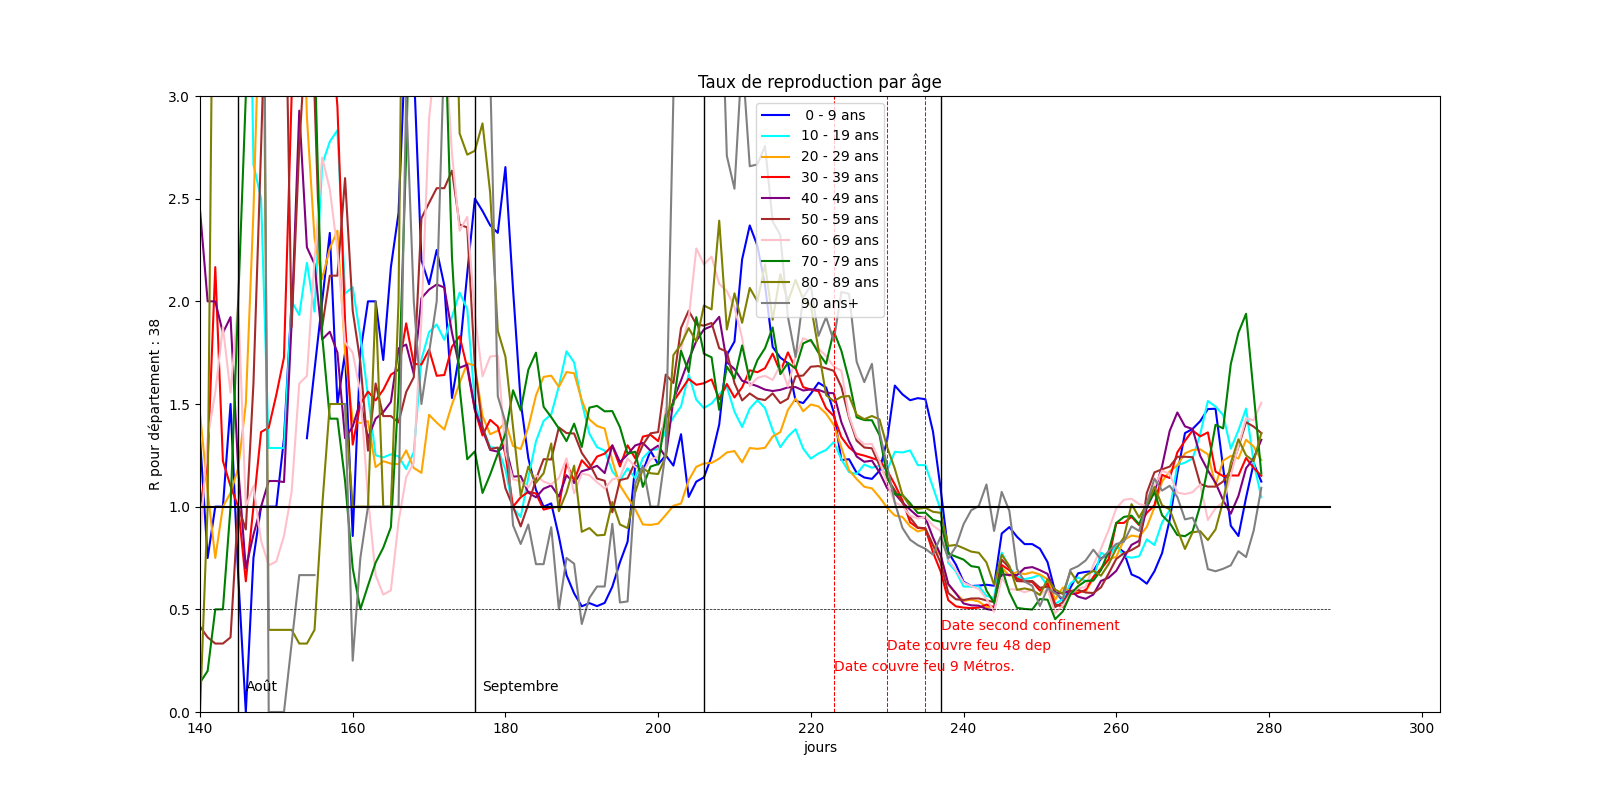 Taux de reproduction par âge
R pour département : 38
3.0
2.5
2.0
1.5
1.0
0.5
0.0
0 - 9 ans
10 - 19 ans
20 - 29 ans
30 - 39 ans
40 - 49 ans
50 - 59 ans
60 - 69 ans
70 - 79 ans
80 - 89 ans
90 ans+
Date second confinement
Date couvre feu 48 dep
Date couvre feu 9 Métros.
Août
Septembre
140
160
180
200
220
240
260
280
300
jours